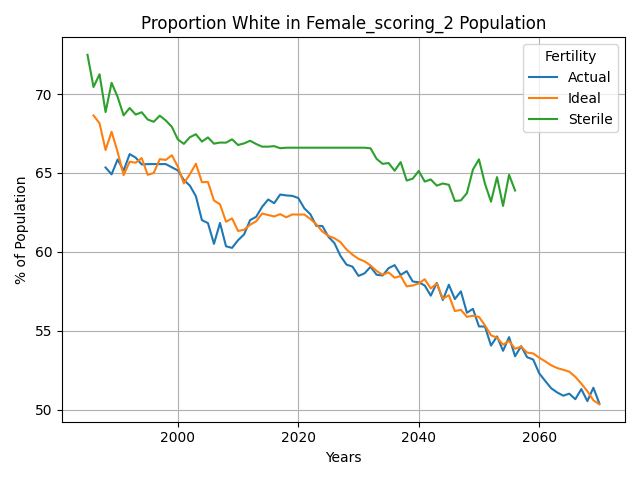 Proportion White in Female_scoring_2 Population
Fertility
Actual
Ideal
Sterile
% of Population
70
65
60
55
50
2000
2020
2040
2060
Years